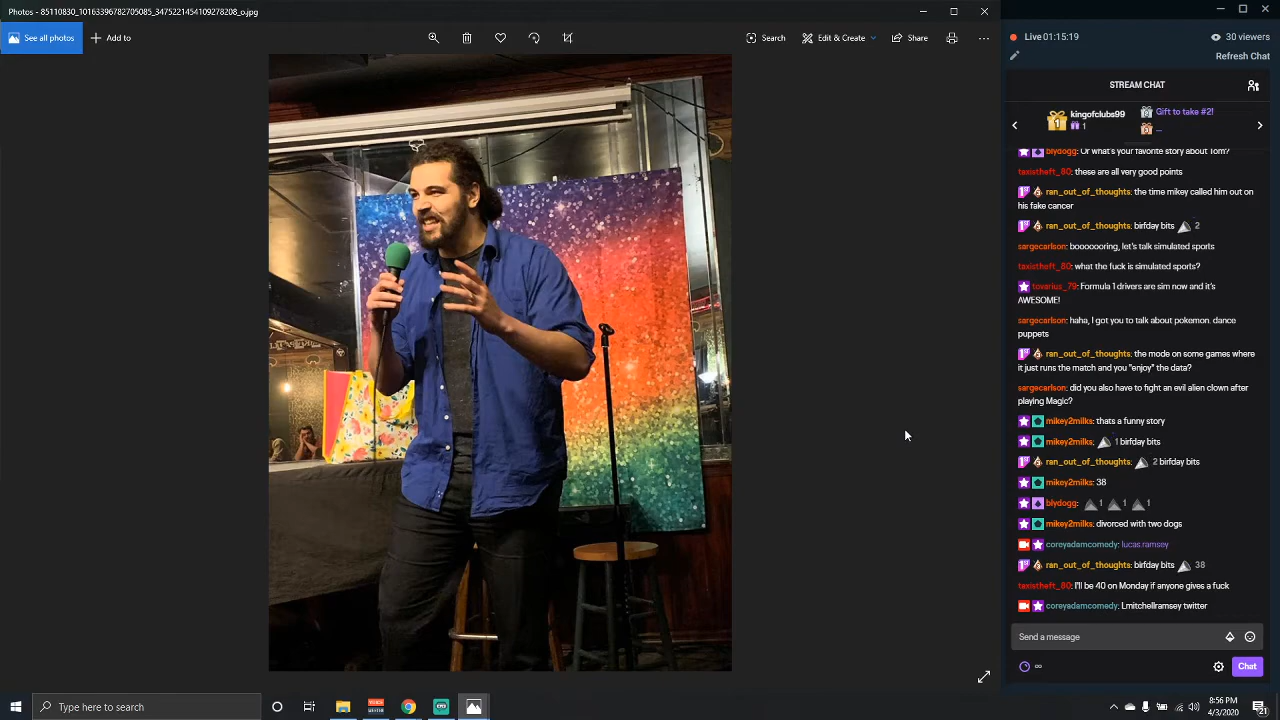 Photos - 85110830_10163396782705085_3475221454109278208_o.jpg
See all photos
Add to
Search
Edit & Create
Share
Live 01:15:19
30 viewers
Refresh Chat
STREAM CHAT
1
kingofclubs99
1
Gift to take #2!
blydogg: Or what's your favorite story about Tom?
taxistheft_80: these are all very good points
ran_out_of_thoughts: the time mikey called him out on
his fake cancer
ran_out_of_thoughts: birfday bits 2
sargecarlson: booooooring, let's talk simulated sports
taxistheft_80: what the fuck is simulated sports?
tovarius_79: Formula 1 drivers are sim now and it's
AWESOME!
sargecarlson: haha, I got you to talk about pokemon. dance
puppets
ran_out_of_thoughts: the mode on some games where
it just runs the match and you "enjoy" the data?
sargecarlson: did you also have to fight an evil alien clown after
playing Magic?
mikey2milks: thats a funny story
mikey2milks: 1 birfday bits
ran_out_of_thoughts: 2 birfday bits
mikey2milks: 38
blydogg: 1 1 1
mikey2milks: divorced with two dogs
coreyadamcomedy: lucas.ramsey
ran_out_of_thoughts: birfday bits 38
taxistheft_80: I'll be 40 on Monday if anyone gives a fuck
coreyadamcomedy: Lmitchellramsey twitter
Send a message
Chat
Type here to search
8:56 PM
4/3/2020